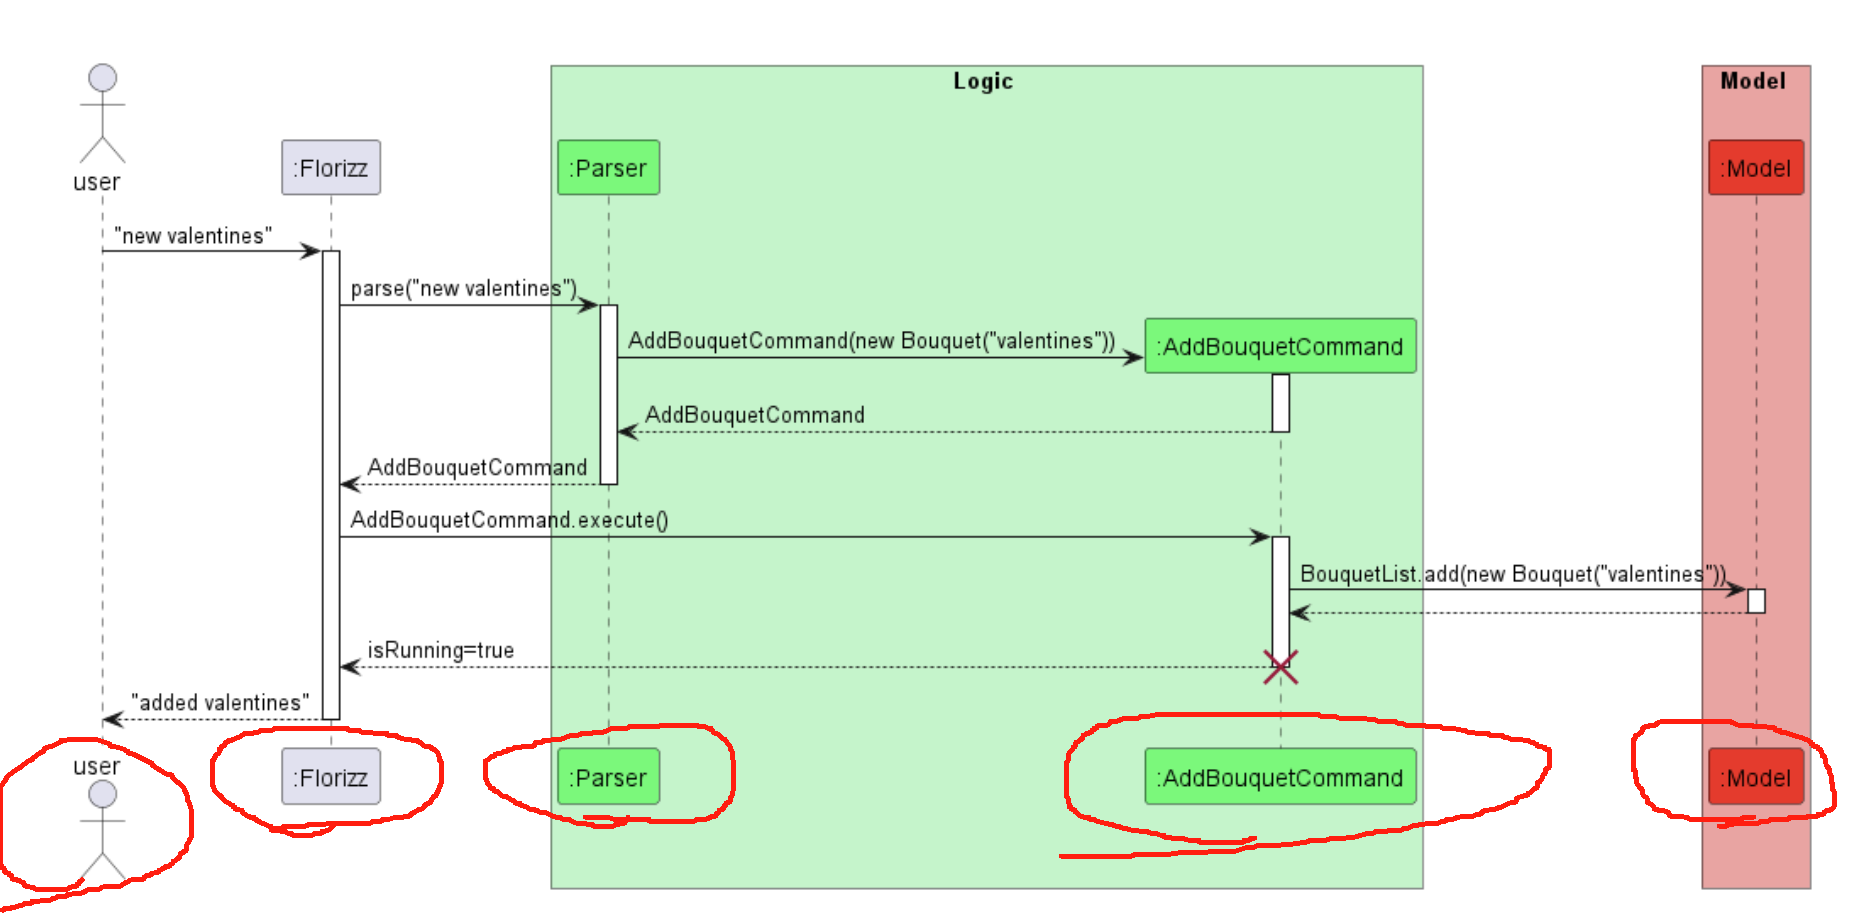 Logic
Model
user
:Florizz
:Parser
:Model
"new valentines"
parse("new valentines")
AddBouquetCommand(new Bouquet("valentines"))
:AddBouquetCommand
AddBouquetCommand
AddBouquetCommand
AddBouquetCommand.execute()
BouquetList.add(new Bouquet("valentines"))
isRunning=true
"added valentines"
user
:Florizz
:Parser
:AddBouquetCommand
:Model